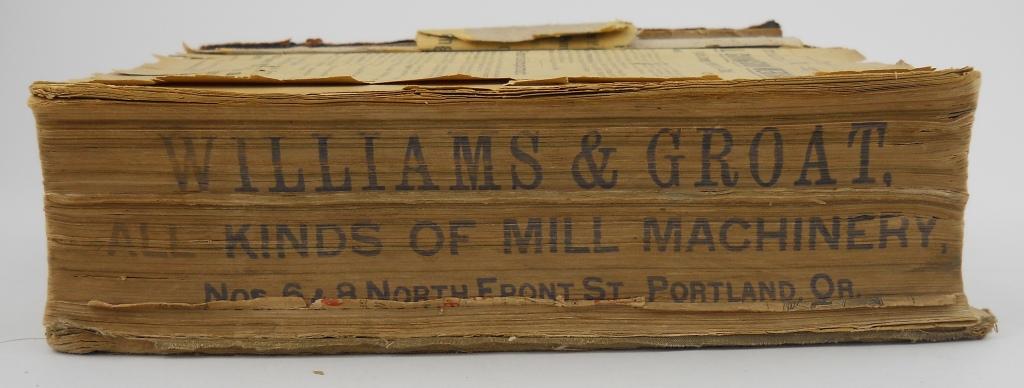 WILLIAMS & GROAT.
ALL KINDS OF MILL MACHINERY,
NOS. 6 & 8 NORTH FRONT ST. PORTLAND, OR.